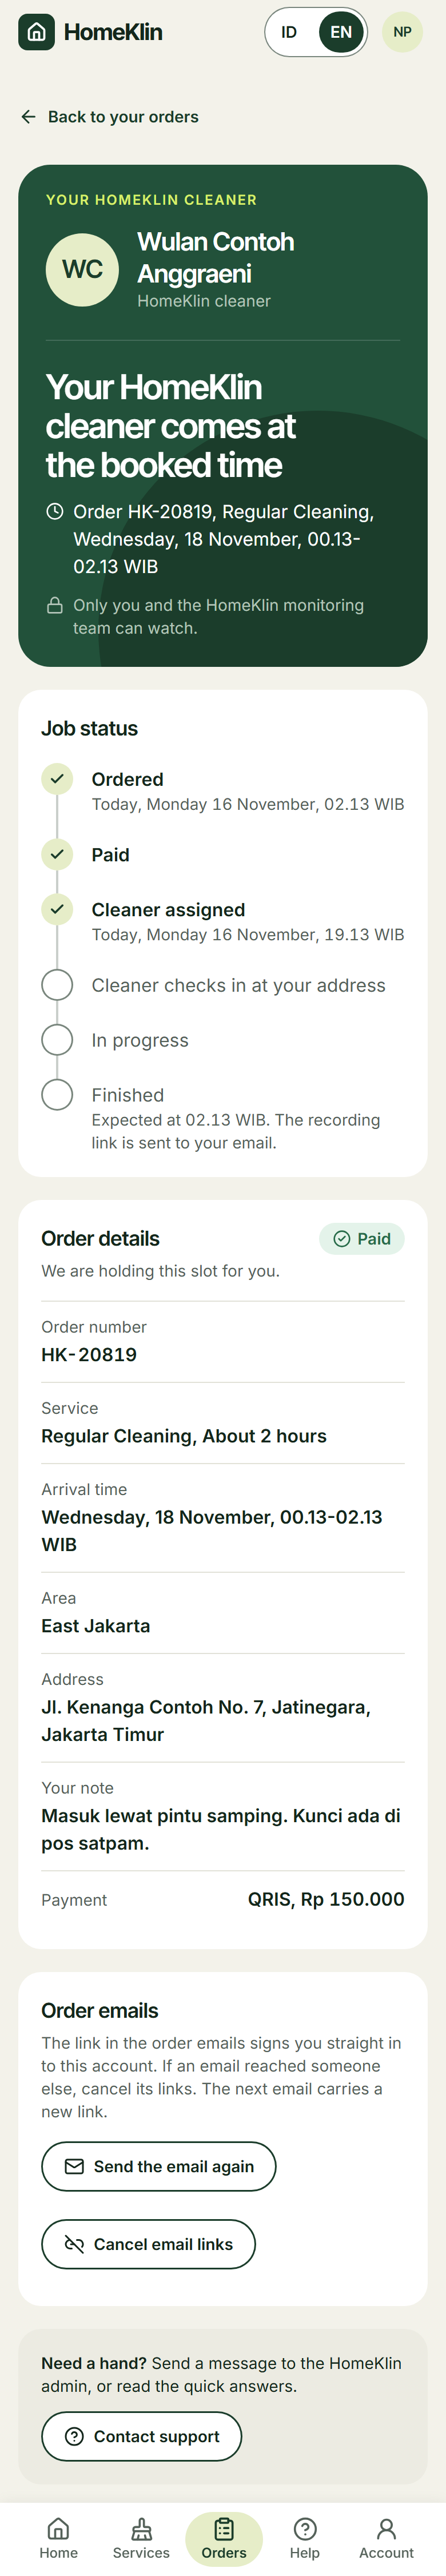 HomeKlin
ID
EN
NP
Back to your orders
YOUR HOMEKLIN CLEANER
WC
Wulan Contoh
Anggraeni
HomeKlin cleaner
Your HomeKlin
cleaner comes at
the booked time
Order HK-20819, Regular Cleaning,
Wednesday, 18 November, 00.13-
02.13 WIB
Only you and the HomeKlin monitoring
team can watch.
Job status
Ordered
Today, Monday 16 November, 02.13 WIB
Paid
Cleaner assigned
Today, Monday 16 November, 19.13 WIB
Cleaner checks in at your address
In progress
Finished
Expected at 02.13 WIB. The recording
link is sent to your email.
Order details
Paid
We are holding this slot for you.
Order number
HK-20819
Service
Regular Cleaning, About 2 hours
Arrival time
Wednesday, 18 November, 00.13-02.13
WIB
Area
East Jakarta
Address
Jl. Kenanga Contoh No. 7, Jatinegara,
Jakarta Timur
Your note
Masuk lewat pintu samping. Kunci ada di
pos satpam.
Payment
QRIS, Rp 150.000
Order emails
The link in the order emails signs you straight in
to this account. If an email reached someone
else, cancel its links. The next email carries a
new link.
Send the email again
Cancel email links
Need a hand? Send a message to the HomeKlin
admin, or read the quick answers.
Contact support
Home
Services
Orders
Help
Account